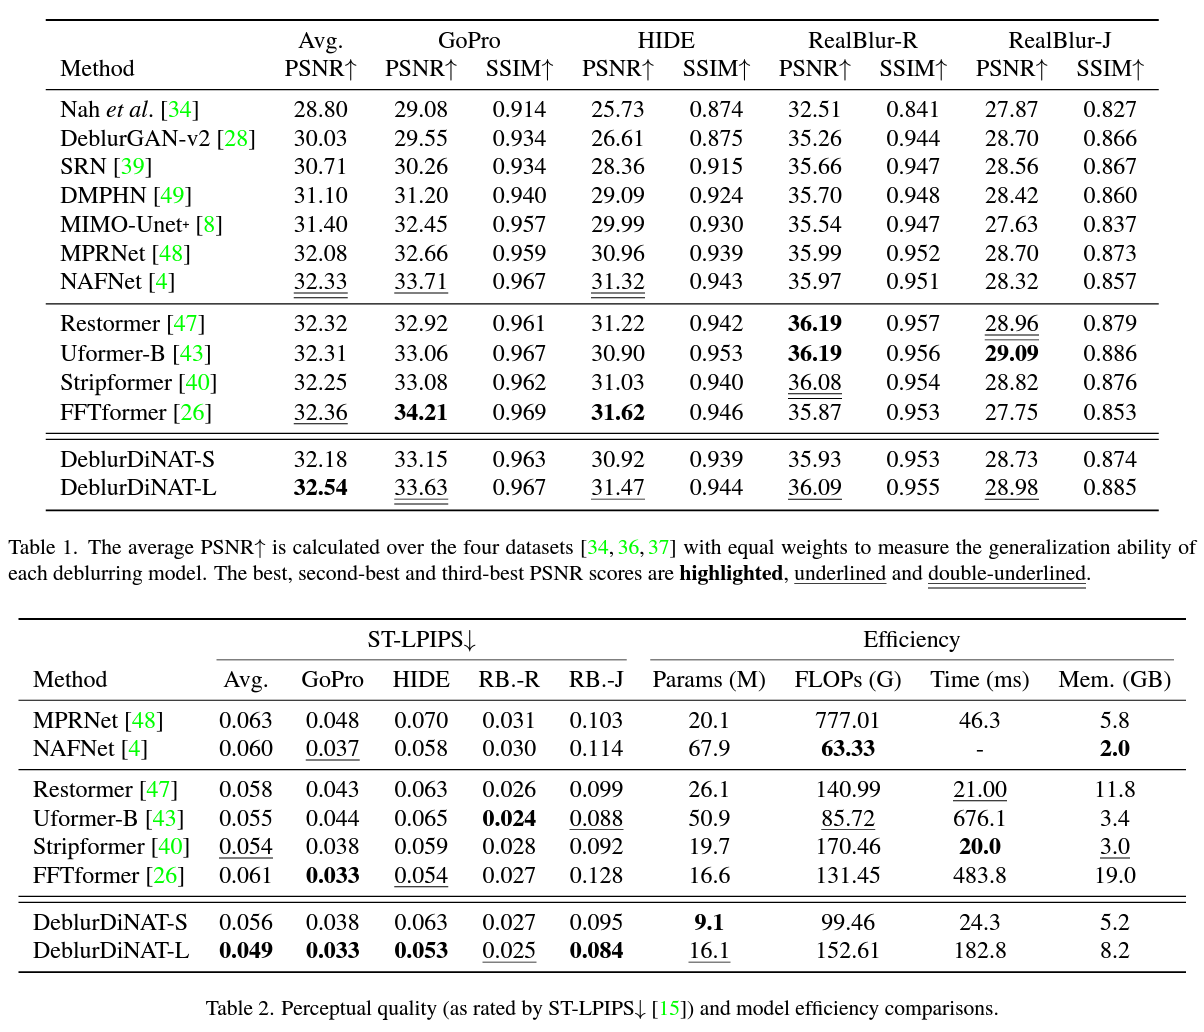 Avg. GoPro HIDE RealBlur-R RealBlur-J
Method PSNR↑ PSNR↑ SSIM↑ PSNR↑ SSIM↑ PSNR↑ SSIM↑ PSNR↑ SSIM↑
Nah et al. [34] 28.80 29.08 0.914 25.73 0.874 32.51 0.841 27.87 0.827
DeblurGAN-v2 [28] 30.03 29.55 0.934 26.61 0.875 35.26 0.944 28.70 0.866
SRN [39] 30.71 30.26 0.934 28.36 0.915 35.66 0.947 28.56 0.867
DMPHN [49] 31.10 31.20 0.940 29.09 0.924 35.70 0.948 28.42 0.860
MIMO-Unet+ [8] 31.40 32.45 0.957 29.99 0.930 35.54 0.947 27.63 0.837
MPRNet [48] 32.08 32.66 0.959 30.96 0.939 35.99 0.952 28.70 0.873
NAFNet [4] 32.33 33.71 0.967 31.32 0.943 35.97 0.951 28.32 0.857
Restormer [47] 32.32 32.92 0.961 31.22 0.942 36.19 0.957 28.96 0.879
Uformer-B [43] 32.31 33.06 0.967 30.90 0.953 36.19 0.956 29.09 0.886
Stripformer [40] 32.25 33.08 0.962 31.03 0.940 36.08 0.954 28.82 0.876
FFTformer [26] 32.36 34.21 0.969 31.62 0.946 35.87 0.953 27.75 0.853
DeblurDiNAT-S 32.18 33.15 0.963 30.92 0.939 35.93 0.953 28.73 0.874
DeblurDiNAT-L 32.54 33.63 0.967 31.47 0.944 36.09 0.955 28.98 0.885
Table 1. The average PSNR↑ is calculated over the four datasets [34, 36, 37] with equal weights to measure the generalization ability of
each deblurring model. The best, second-best and third-best PSNR scores are highlighted, underlined and double-underlined.
ST-LPIPS↓ Efficiency
Method Avg. GoPro HIDE RB.-R RB.-J Params (M) FLOPs (G) Time (ms) Mem. (GB)
MPRNet [48] 0.063 0.048 0.070 0.031 0.103 20.1 777.01 46.3 5.8
NAFNet [4] 0.060 0.037 0.058 0.030 0.114 67.9 63.33 - 2.0
Restormer [47] 0.058 0.043 0.063 0.026 0.099 26.1 140.99 21.00 11.8
Uformer-B [43] 0.055 0.044 0.065 0.024 0.088 50.9 85.72 676.1 3.4
Stripformer [40] 0.054 0.038 0.059 0.028 0.092 19.7 170.46 20.0 3.0
FFTformer [26] 0.061 0.033 0.054 0.027 0.128 16.6 131.45 483.8 19.0
DeblurDiNAT-S 0.056 0.038 0.063 0.027 0.095 9.1 99.46 24.3 5.2
DeblurDiNAT-L 0.049 0.033 0.053 0.025 0.084 16.1 152.61 182.8 8.2
Table 2. Perceptual quality (as rated by ST-LPIPS↓ [15]) and model efficiency comparisons.